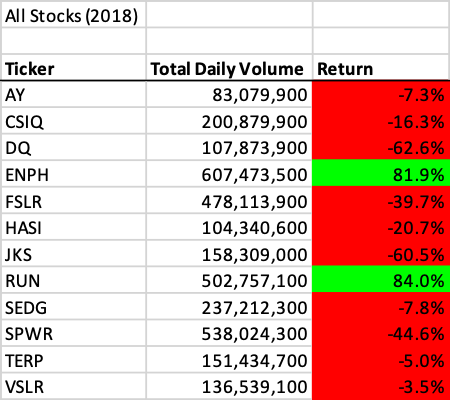 All Stocks (2018)
Ticker Total Daily Volume Return
AY 83,079,900 -7.3%
CSIQ 200,879,900 -16.3%
DQ 107,873,900 -62.6%
ENPH 607,473,500 81.9%
FSLR 478,113,900 -39.7%
HASI 104,340,600 -20.7%
JKS 158,309,000 -60.5%
RUN 502,757,100 84.0%
SEDG 237,212,300 -7.8%
SPWR 538,024,300 -44.6%
TERP 151,434,700 -5.0%
VSLR 136,539,100 -3.5%